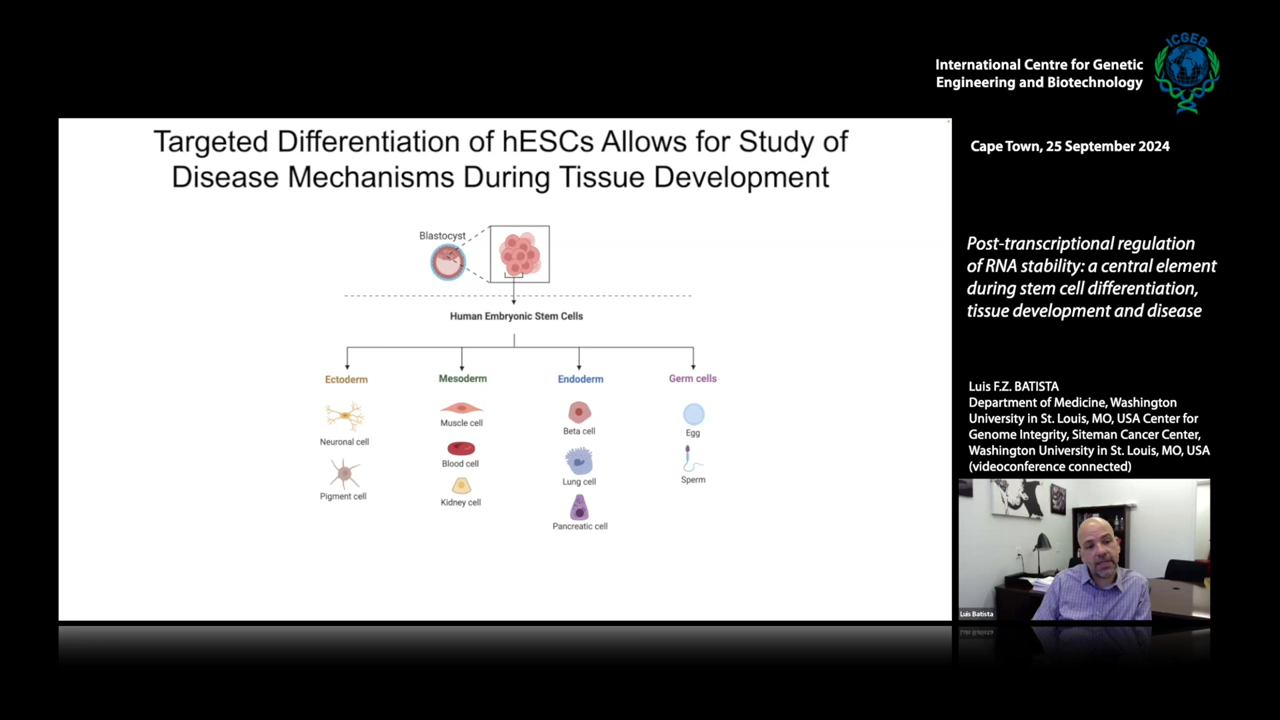 International Centre for Genetic
Engineering and Biotechnology
ICGEB
Cape Town, 25 September 2024
Targeted Differentiation of hESCs Allows for Study of
Disease Mechanisms During Tissue Development
Blastocyst
Human Embryonic Stem Cells
Ectoderm
Mesoderm
Endoderm
Germ cells
Neuronal cell
Muscle cell
Beta cell
Egg
Pigment cell
Blood cell
Lung cell
Sperm
Kidney cell
Pancreatic cell
Post-transcriptional regulation
of RNA stability: a central element
during stem cell differentiation,
tissue development and disease
Luis F.Z. BATISTA
Department of Medicine, Washington
University in St. Louis, MO, USA Center for
Genome Integrity, Siteman Cancer Center,
Washington University in St. Louis, MO, USA
(videoconference connected)
Luis Batista